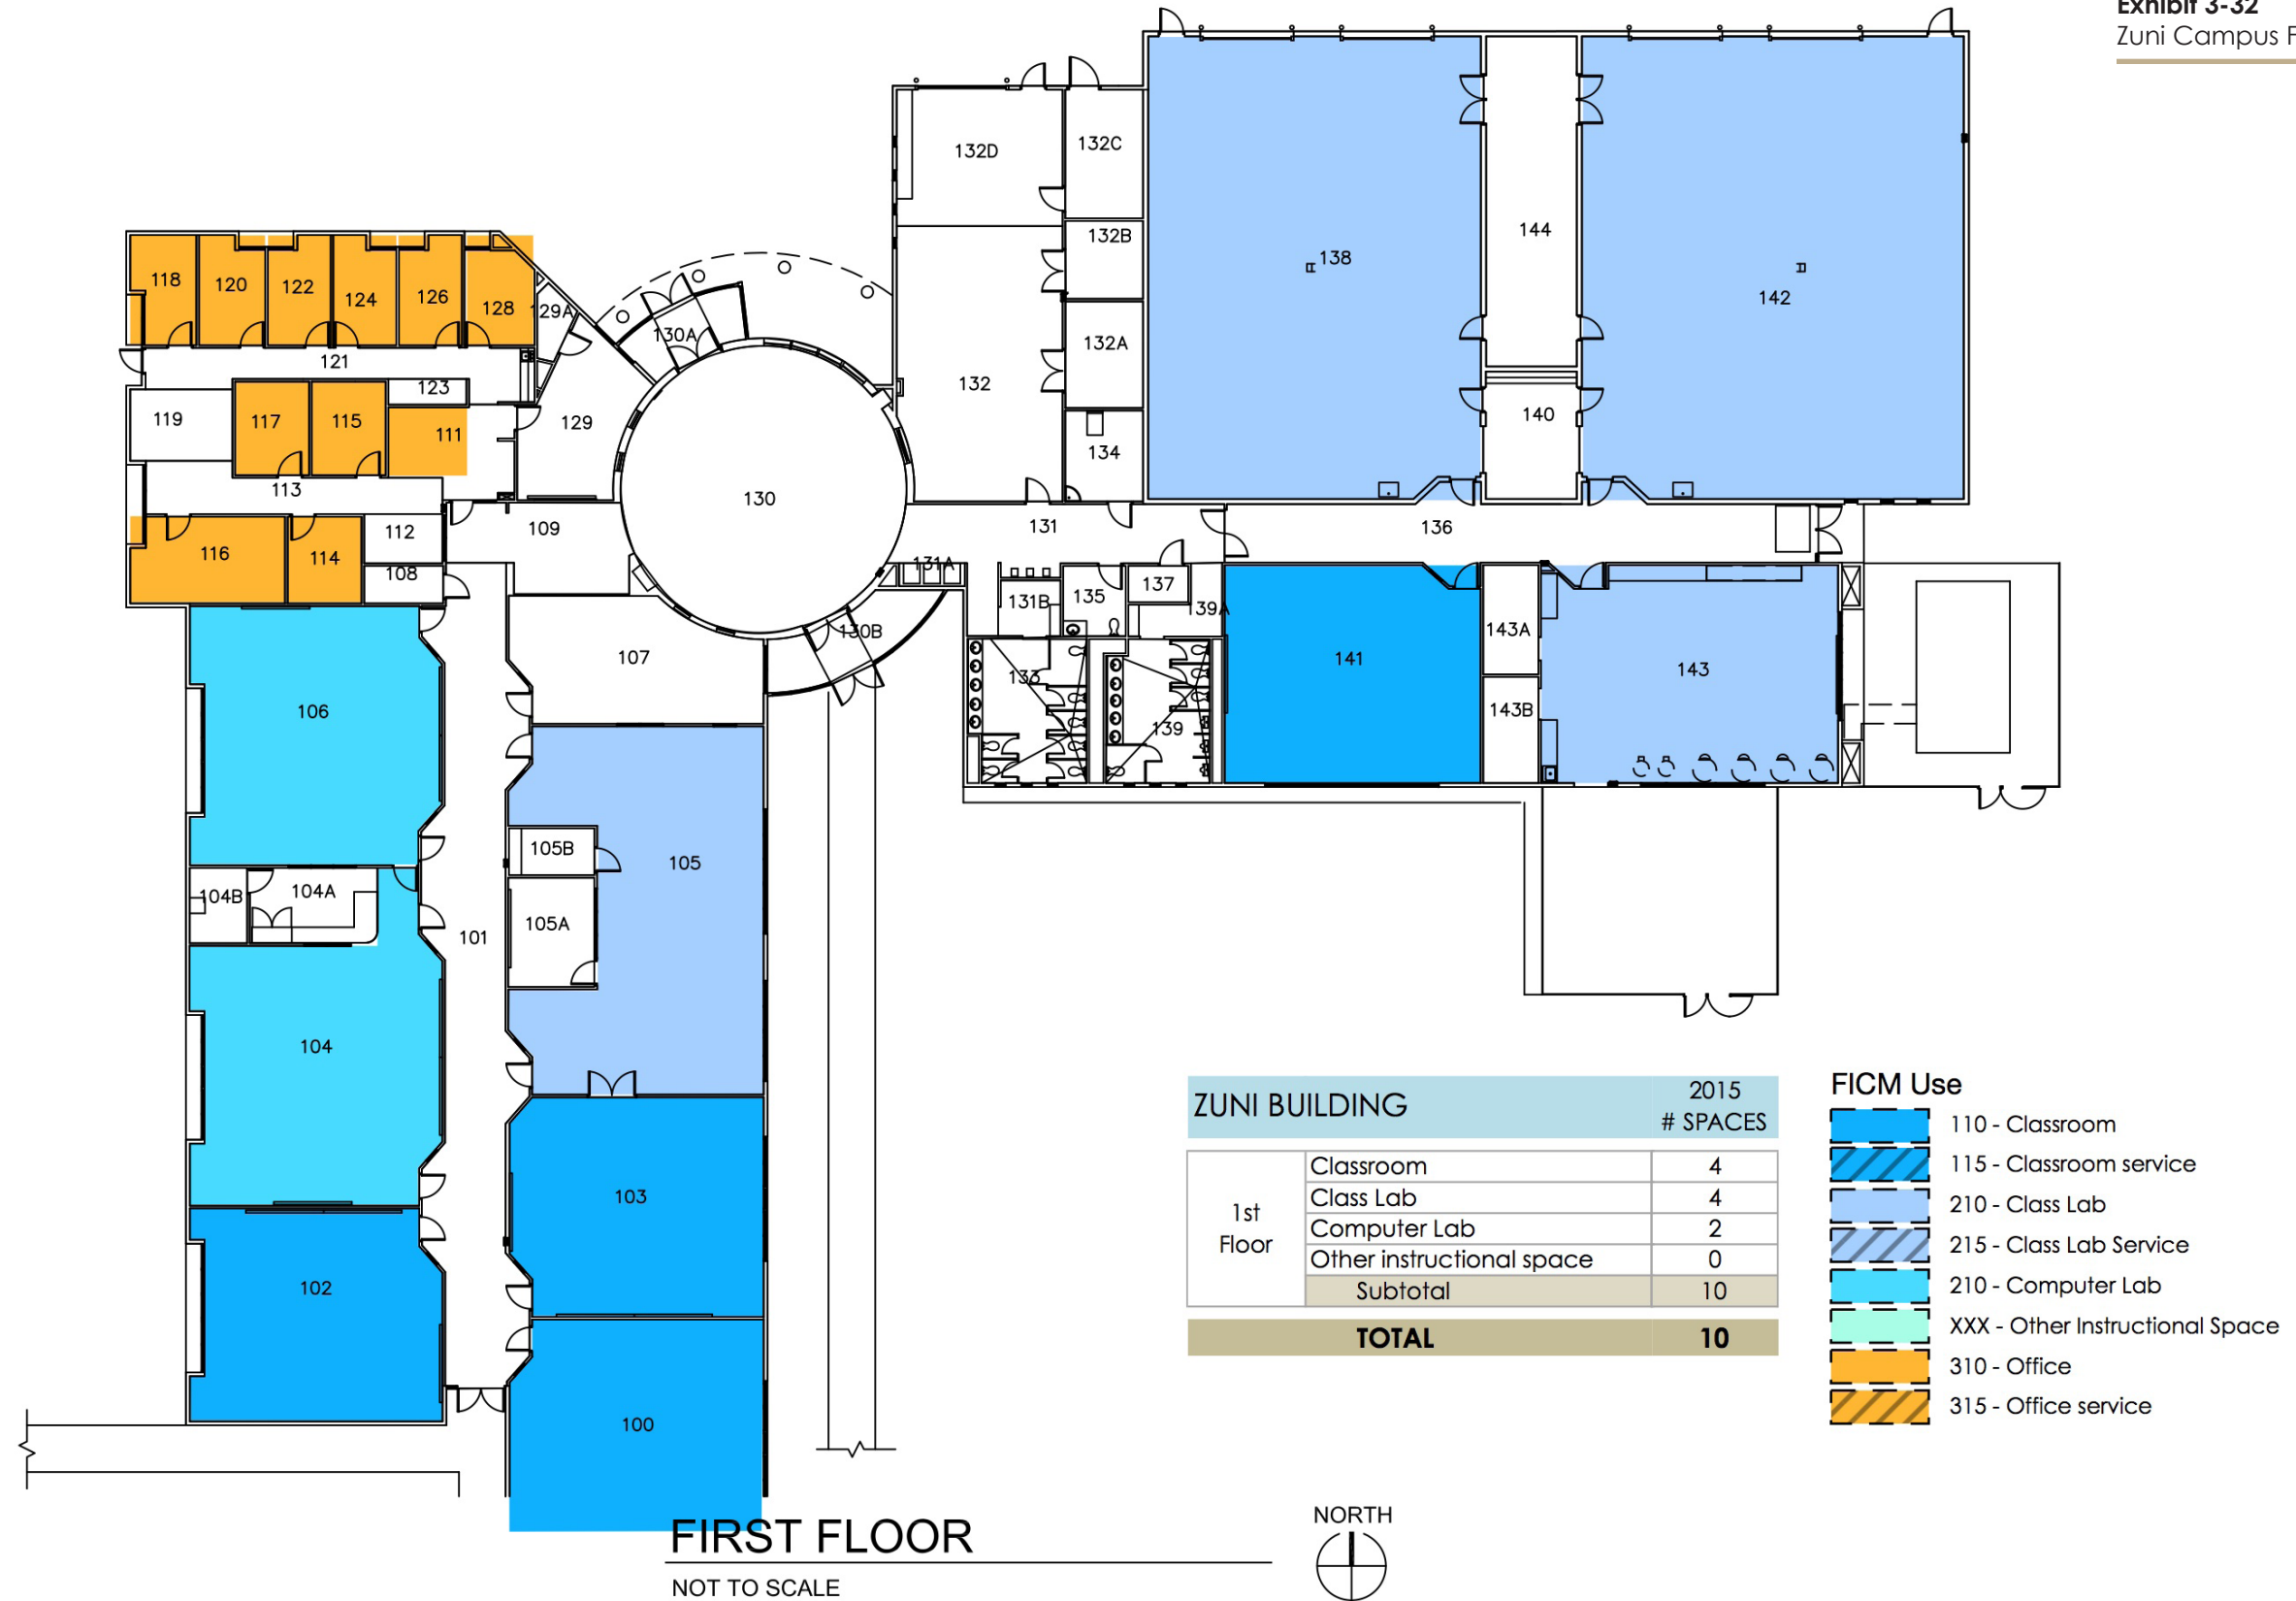 Exhibit 3-32
Zuni Campus F
132D
132C
132B
144
138
142
118
120
122
124
126
128
129A
130A
132A
121
123
132
119
117
115
111
129
140
134
113
130
109
131
136
112
116
114
108
131A
137
131B
135
139A
130B
143A
107
141
133
143
106
143B
139
105B
105
104B
104A
105A
101
104
103
102
100
ZUNI BUILDING
2015
# SPACES
1st
Floor
Classroom 4
Class Lab 4
Computer Lab 2
Other instructional space 0
Subtotal 10
TOTAL 10
FICM Use
110 - Classroom
115 - Classroom service
210 - Class Lab
215 - Class Lab Service
210 - Computer Lab
XXX - Other Instructional Space
310 - Office
315 - Office service
FIRST FLOOR
NOT TO SCALE
NORTH